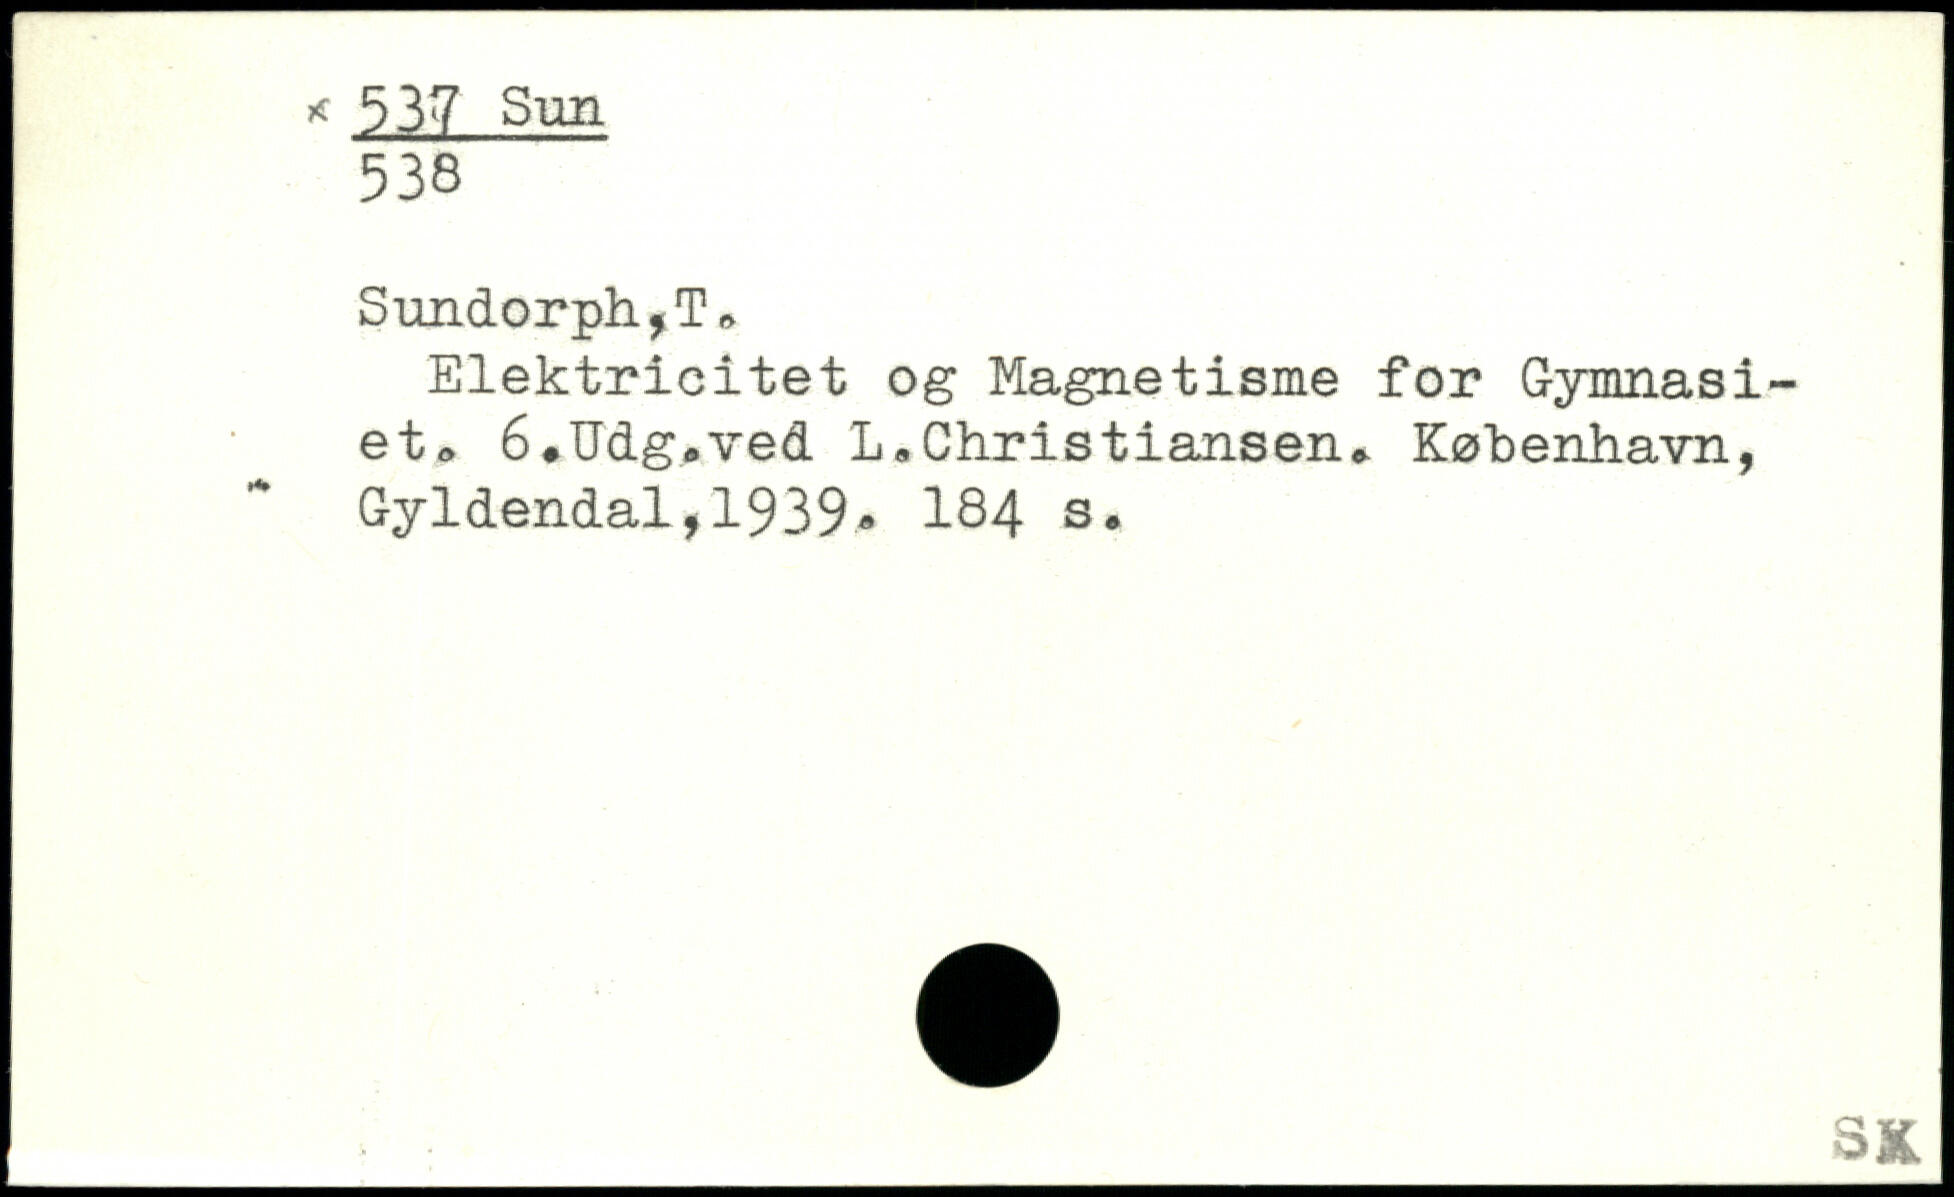 x 537 Sun
538
Sundorph,T.
Elektricitet og Magnetisme for Gymnasi-
et. 6.Udg.ved L.Christiansen. København,
Gyldendal,1939. 184 s.
SK